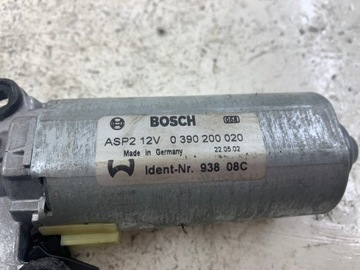 BOSCH
ASP2 12V 0 390 200 020
Made in Germany 22 05 02
Ident-Nr. 938 08C